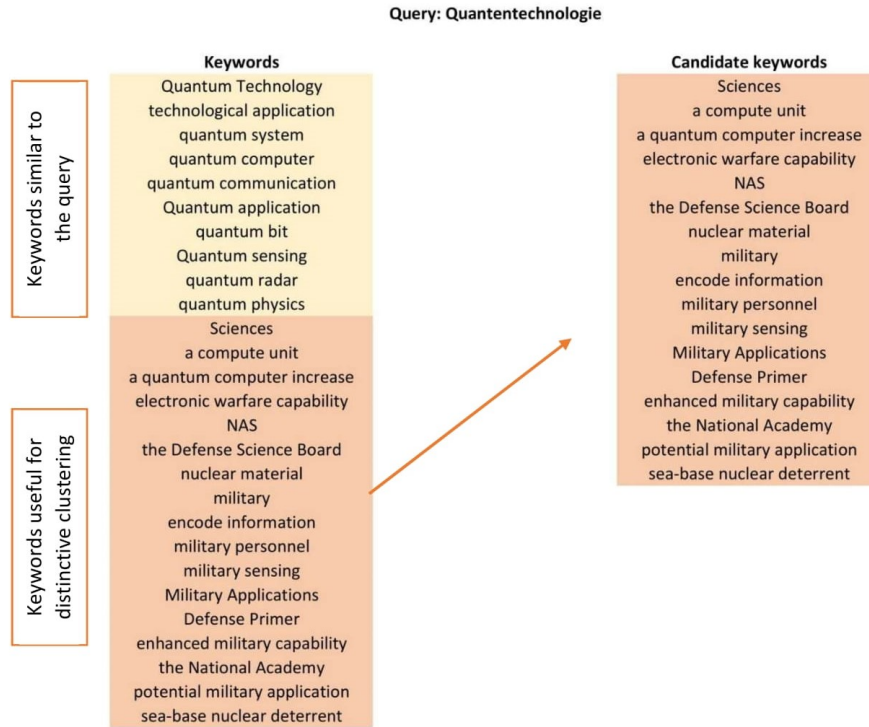 Query: Quantentechnologie
Keywords similar to
the query
Keywords useful for
distinctive clustering
Keywords
Quantum Technology
technological application
quantum system
quantum computer
quantum communication
Quantum application
quantum bit
Quantum sensing
quantum radar
quantum physics
Sciences
a compute unit
a quantum computer increase
electronic warfare capability
NAS
the Defense Science Board
nuclear material
military
encode information
military personnel
military sensing
Military Applications
Defense Primer
enhanced military capability
the National Academy
potential military application
sea-base nuclear deterrent
Candidate keywords
Sciences
a compute unit
a quantum computer increase
electronic warfare capability
NAS
the Defense Science Board
nuclear material
military
encode information
military personnel
military sensing
Military Applications
Defense Primer
enhanced military capability
the National Academy
potential military application
sea-base nuclear deterrent